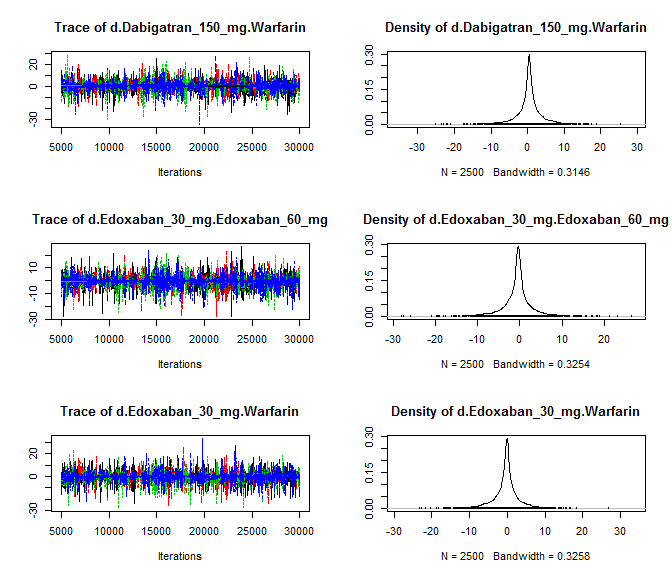 Trace of d.Dabigatran_150_mg.Warfarin
20
0
-30
5000 10000 15000 20000 25000 30000
Iterations
Density of d.Dabigatran_150_mg.Warfarin
0.30
0.15
0.00
-30 -20 -10 0 10 20 30
N = 2500 Bandwidth = 0.3146
Trace of d.Edoxaban_30_mg.Edoxaban_60_mg
10
-10
-30
5000 10000 15000 20000 25000 30000
Iterations
Density of d.Edoxaban_30_mg.Edoxaban_60_mg
0.30
0.15
0.00
-30 -20 -10 0 10 20
N = 2500 Bandwidth = 0.3254
Trace of d.Edoxaban_30_mg.Warfarin
20
0
-30
5000 10000 15000 20000 25000 30000
Iterations
Density of d.Edoxaban_30_mg.Warfarin
0.30
0.15
0.00
-30 -20 -10 0 10 20 30
N = 2500 Bandwidth = 0.3258